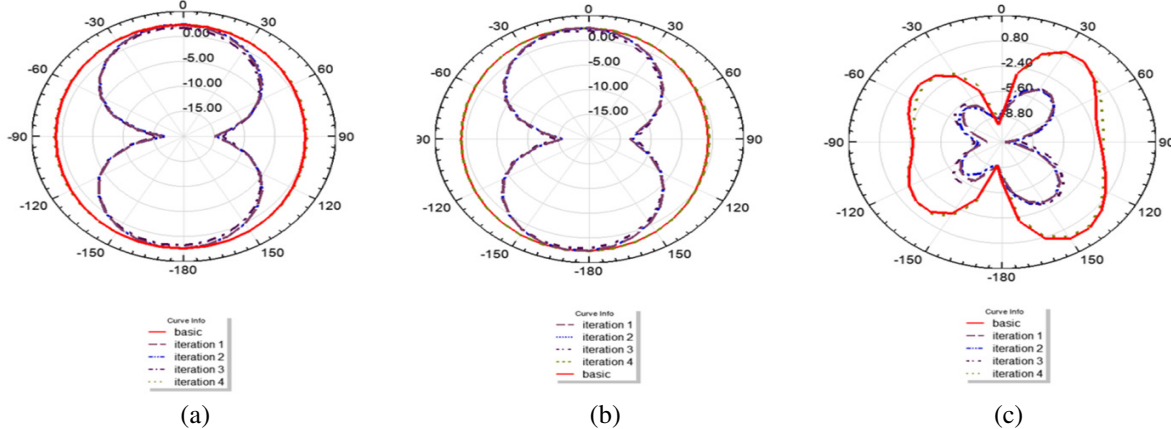 0
-30
30
-60
60
-90
90
-120
120
-150
150
-180
0.00
-5.00
-10.00
-15.00
Curve Info
basic
iteration 1
iteration 2
iteration 3
iteration 4
(a)
0
-30
30
-60
60
30
90
-120
120
-150
150
-180
0.00
-5.00
-10.00
-15.00
Curve Info
iteration 1
iteration 2
iteration 3
iteration 4
basic
(b)
0
-30
30
-60
60
-90
90
-120
120
-150
150
-180
0.80
-2.40
-5.60
-8.80
Curve Info
basic
iteration 1
iteration 2
iteration 3
iteration 4
(c)